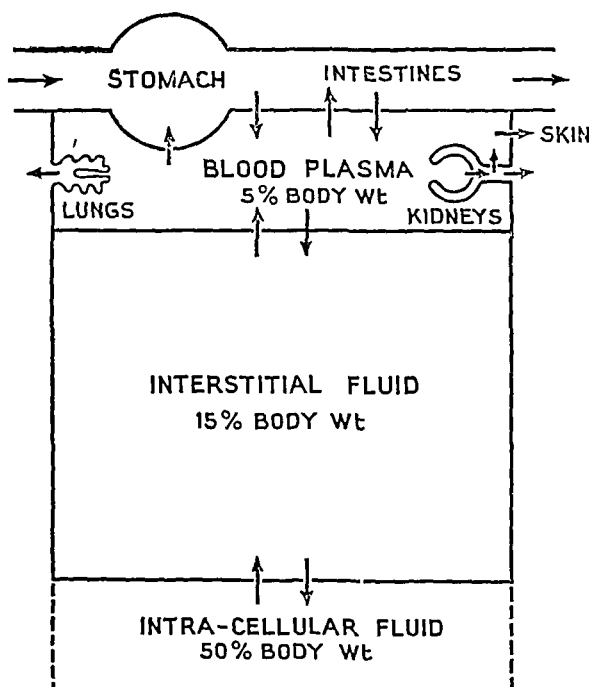 STOMACH
INTESTINES
SKIN
BLOOD PLASMA
5% BODY Wt
LUNGS
KIDNEYS
INTERSTITIAL FLUID
15% BODY Wt
INTRA-CELLULAR FLUID
50% BODY Wt